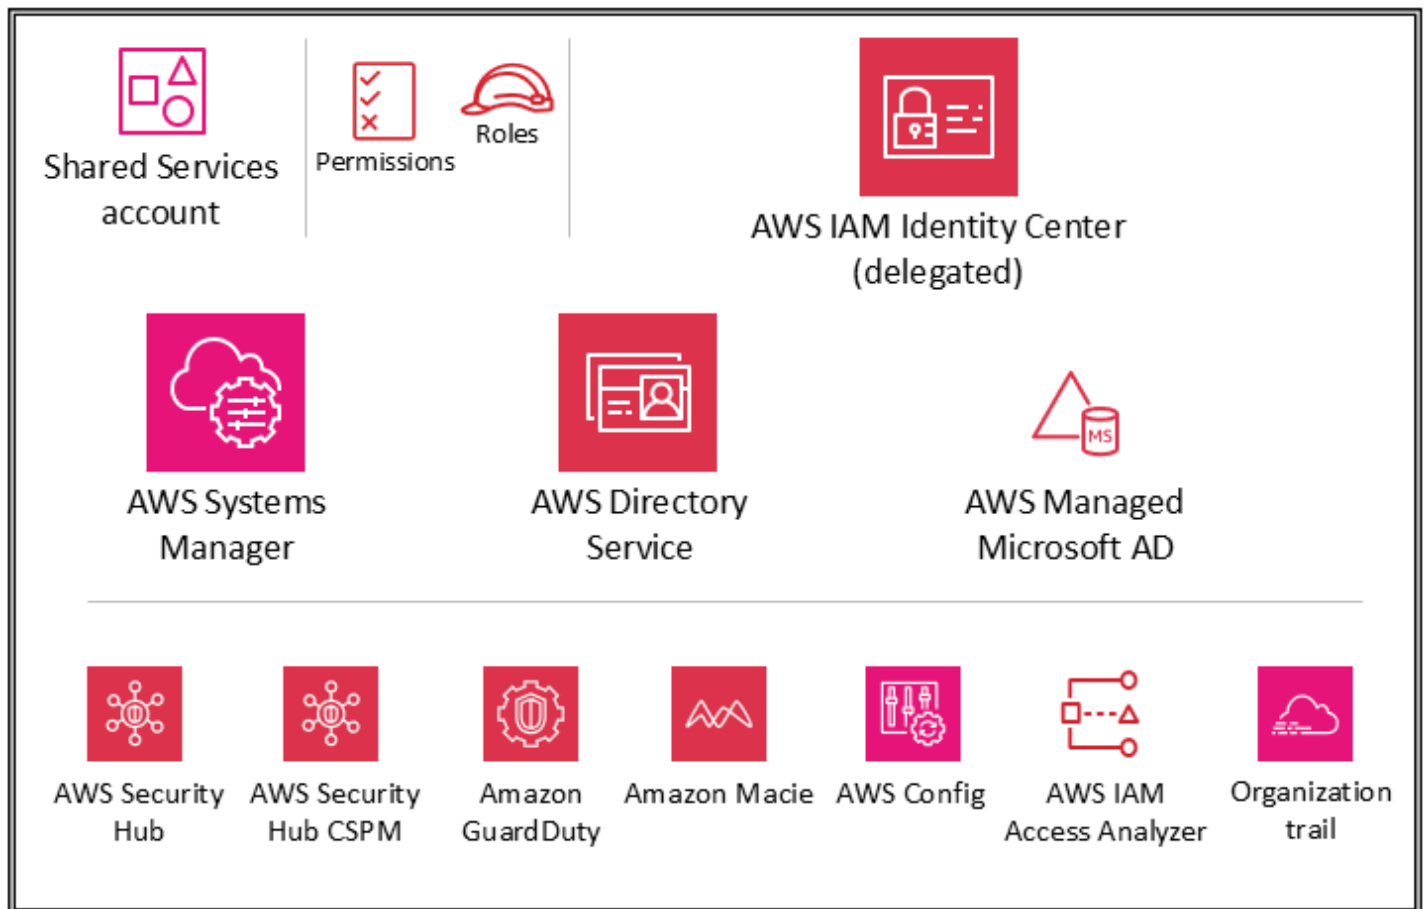 Shared Services
account
Permissions
Roles
AWS IAM Identity Center
(delegated)
AWS Systems
Manager
AWS Directory
Service
MS
AWS Managed
Microsoft AD
AWS Security
Hub
AWS Security
Hub CSPM
Amazon
GuardDuty
Amazon Macie
AWS Config
AWS IAM
Access Analyzer
Organization
trail